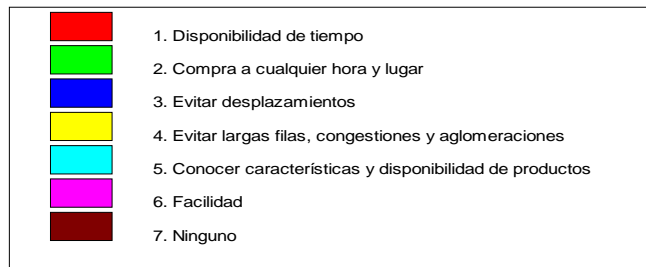 1. Disponibilidad de tiempo
2. Compra a cualquier hora y lugar
3. Evitar desplazamientos
4. Evitar largas filas, congestiones y aglomeraciones
5. Conocer características y disponibilidad de productos
6. Facilidad
7. Ninguno